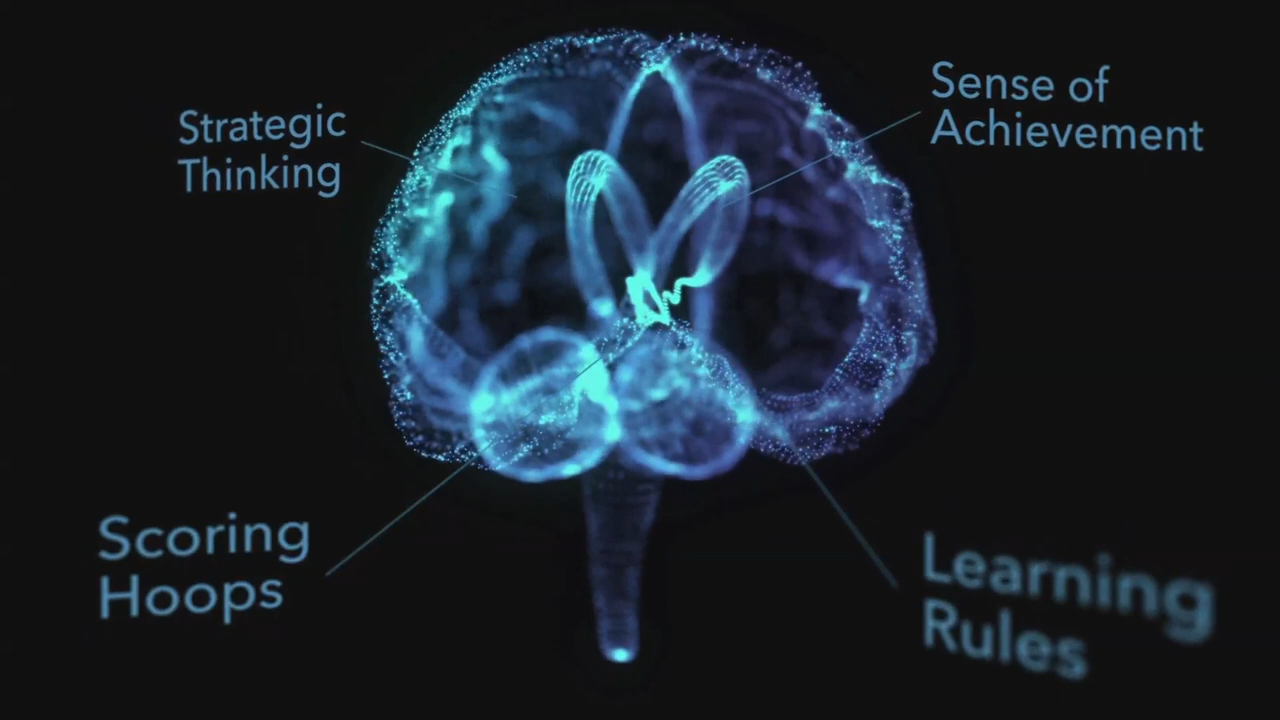 Strategic
Thinking
Sense of
Achievement
Scoring
Hoops
Learning
Rules